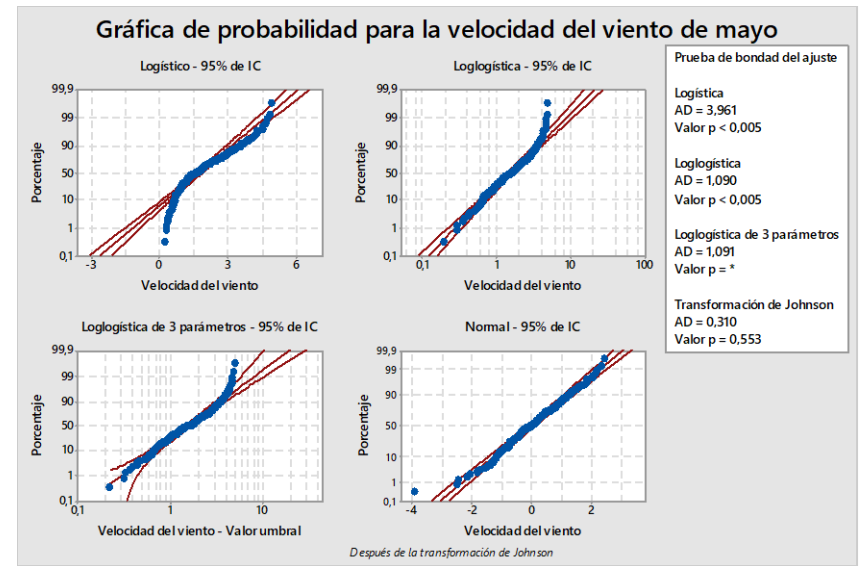 Gráfica de probabilidad para la velocidad del viento de mayo
Logístico - 95% de IC
99,9
99
90
50
10
1
0,1
Porcentaje
-3
0
3
6
Velocidad del viento
Loglogística - 95% de IC
99,9
99
90
50
10
1
0,1
Porcentaje
0,1
1
10
100
Velocidad del viento
Loglogística de 3 parámetros - 95% de IC
99,9
99
90
50
10
1
0,1
Porcentaje
0,1
1
10
Velocidad del viento - Valor umbral
Normal - 95% de IC
99,9
99
90
50
10
1
0,1
Porcentaje
-4
-2
0
2
Velocidad del viento
Después de la transformación de Johnson
Prueba de bondad del ajuste
Logística
AD = 3,961
Valor p < 0,005
Loglogística
AD = 1,090
Valor p < 0,005
Loglogística de 3 parámetros
AD = 1,091
Valor p = *
Transformación de Johnson
AD = 0,310
Valor p = 0,553